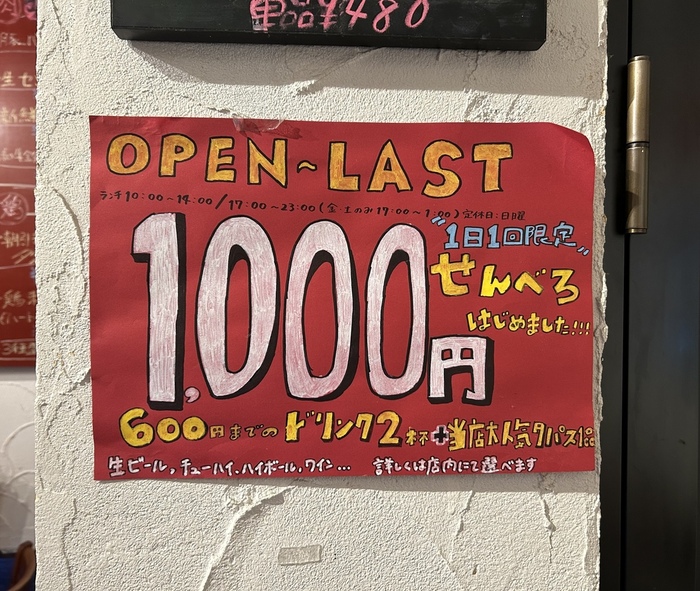 単品¥480
OPEN~LAST
ランチ10:00~14:00/17:00~23:00(金・土のみ17:00~1:00)定休日:日曜
"1日1回限定"
1,000円
せんべろ
はじめました!!!
600円までのドリンク2杯+当店大人気タパス1品
生ビール,チューハイ,ハイボール,ワイン… 詳しくは店内にて選べます